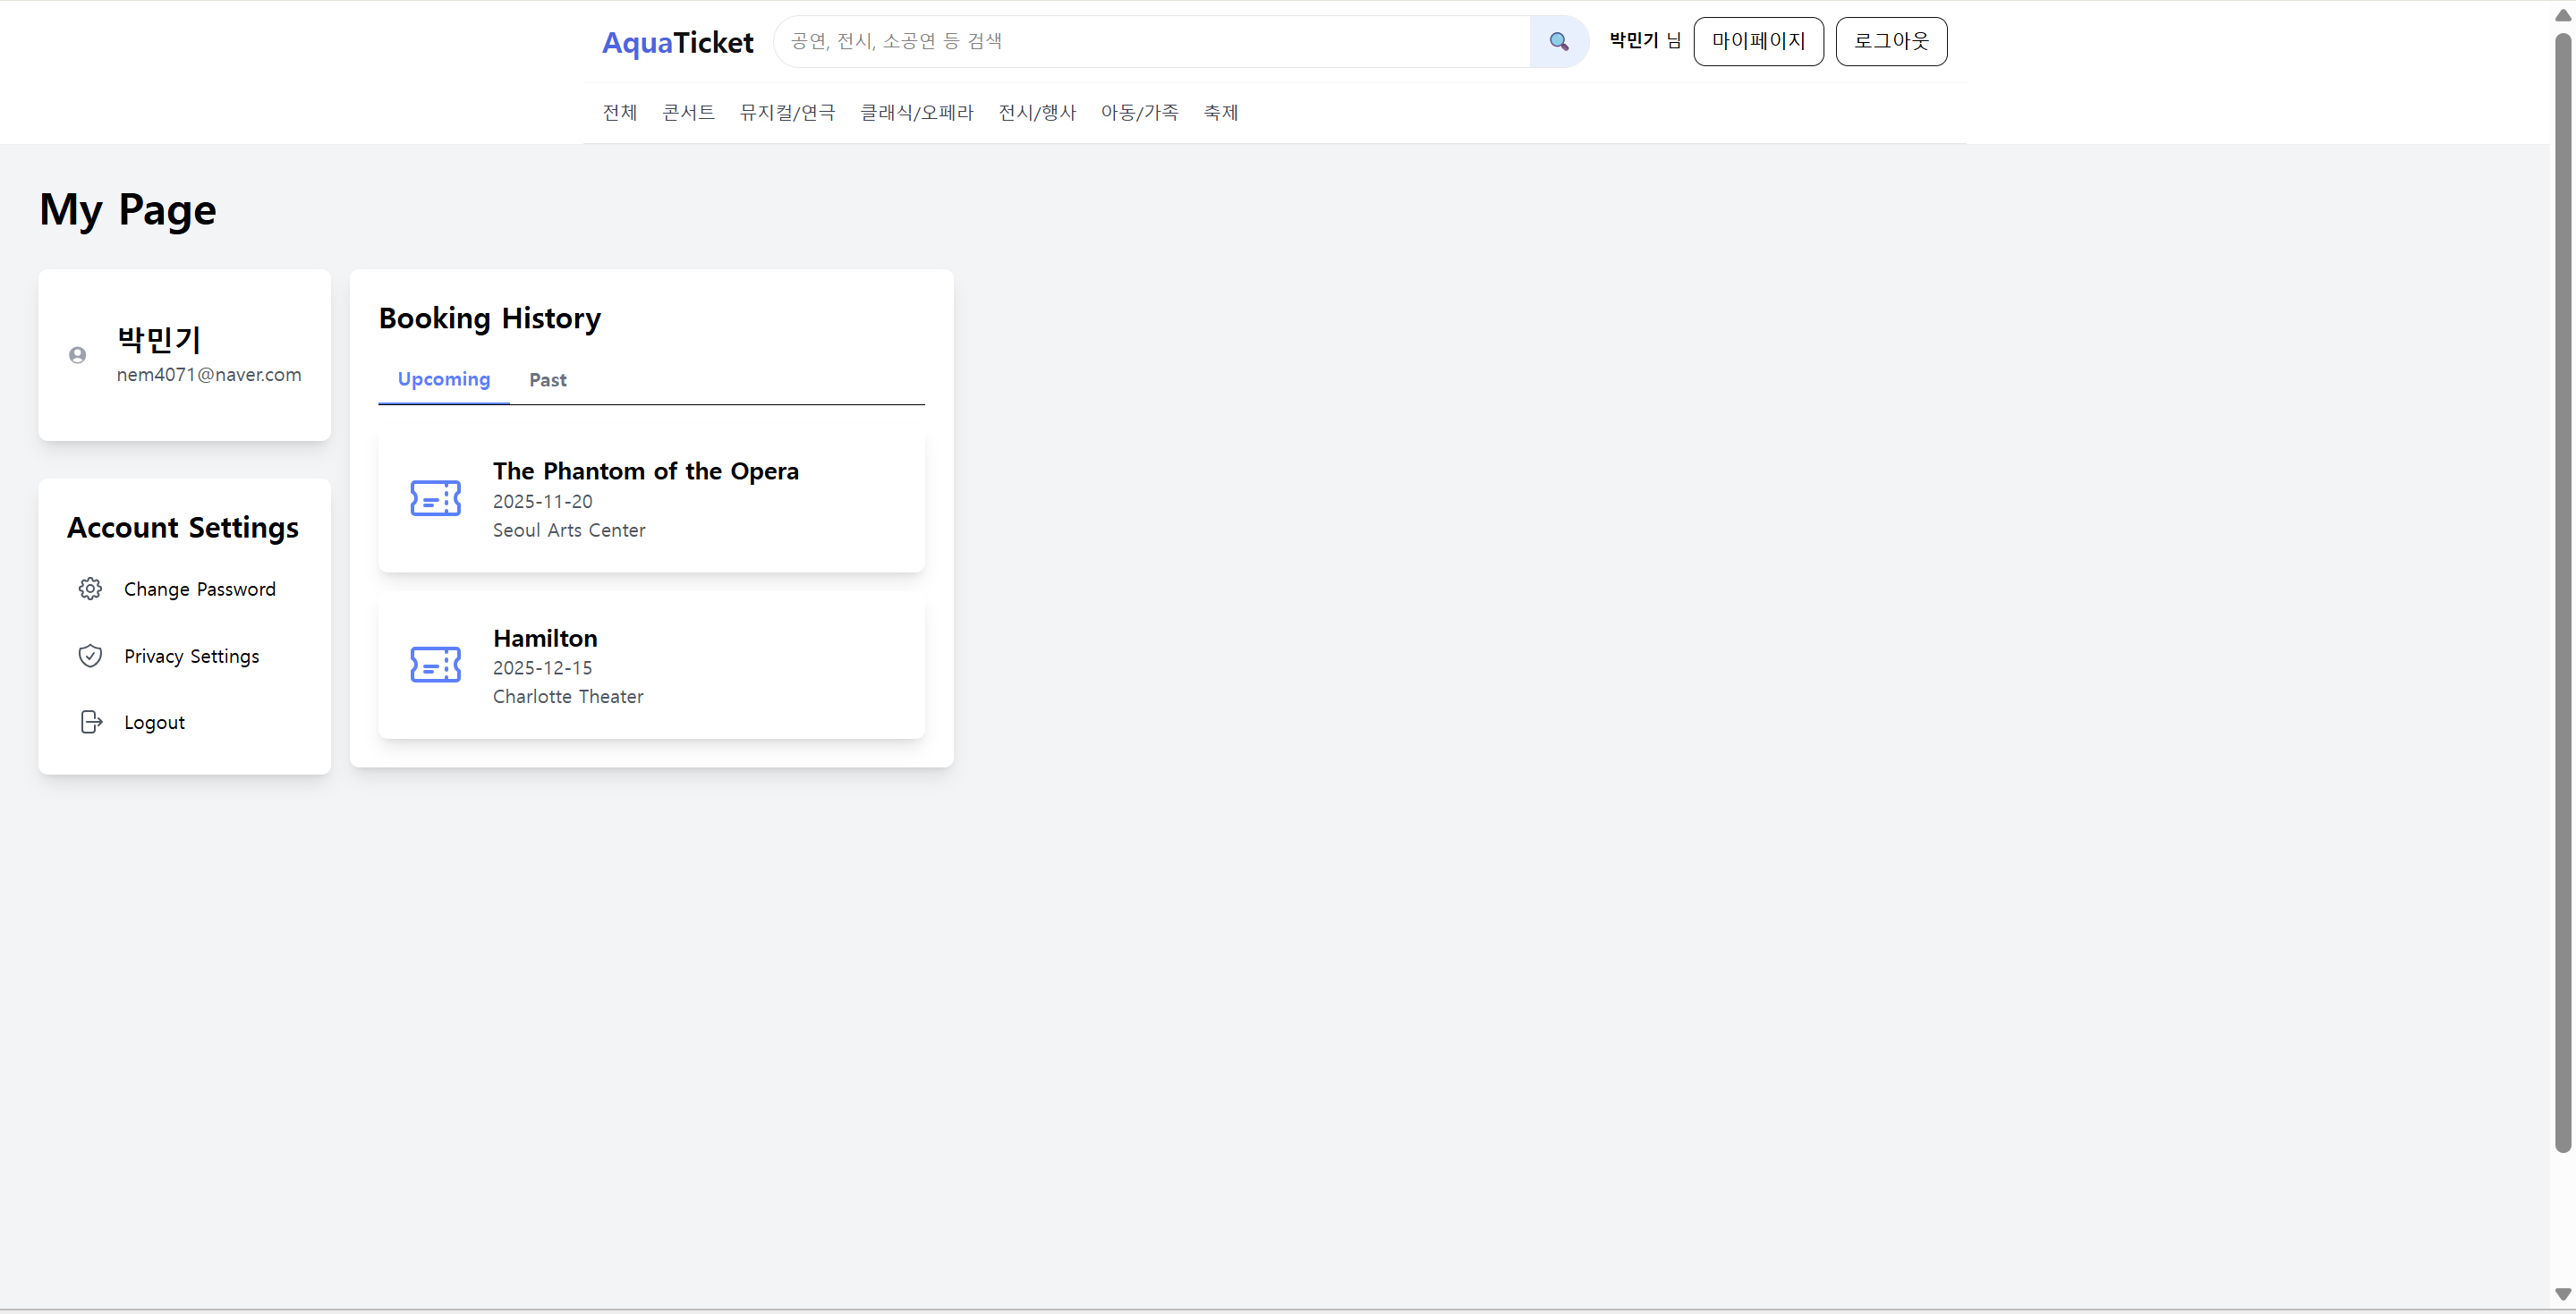 AquaTicket 공연, 전시, 소공연 등 검색 박민기 님 마이페이지 로그아웃
전체 콘서트 뮤지컬/연극 클래식/오페라 전시/행사 아동/가족 축제
My Page
박민기
nem4071@naver.com
Account Settings
Change Password
Privacy Settings
Logout
Booking History
Upcoming Past
The Phantom of the Opera
2025-11-20
Seoul Arts Center
Hamilton
2025-12-15
Charlotte Theater